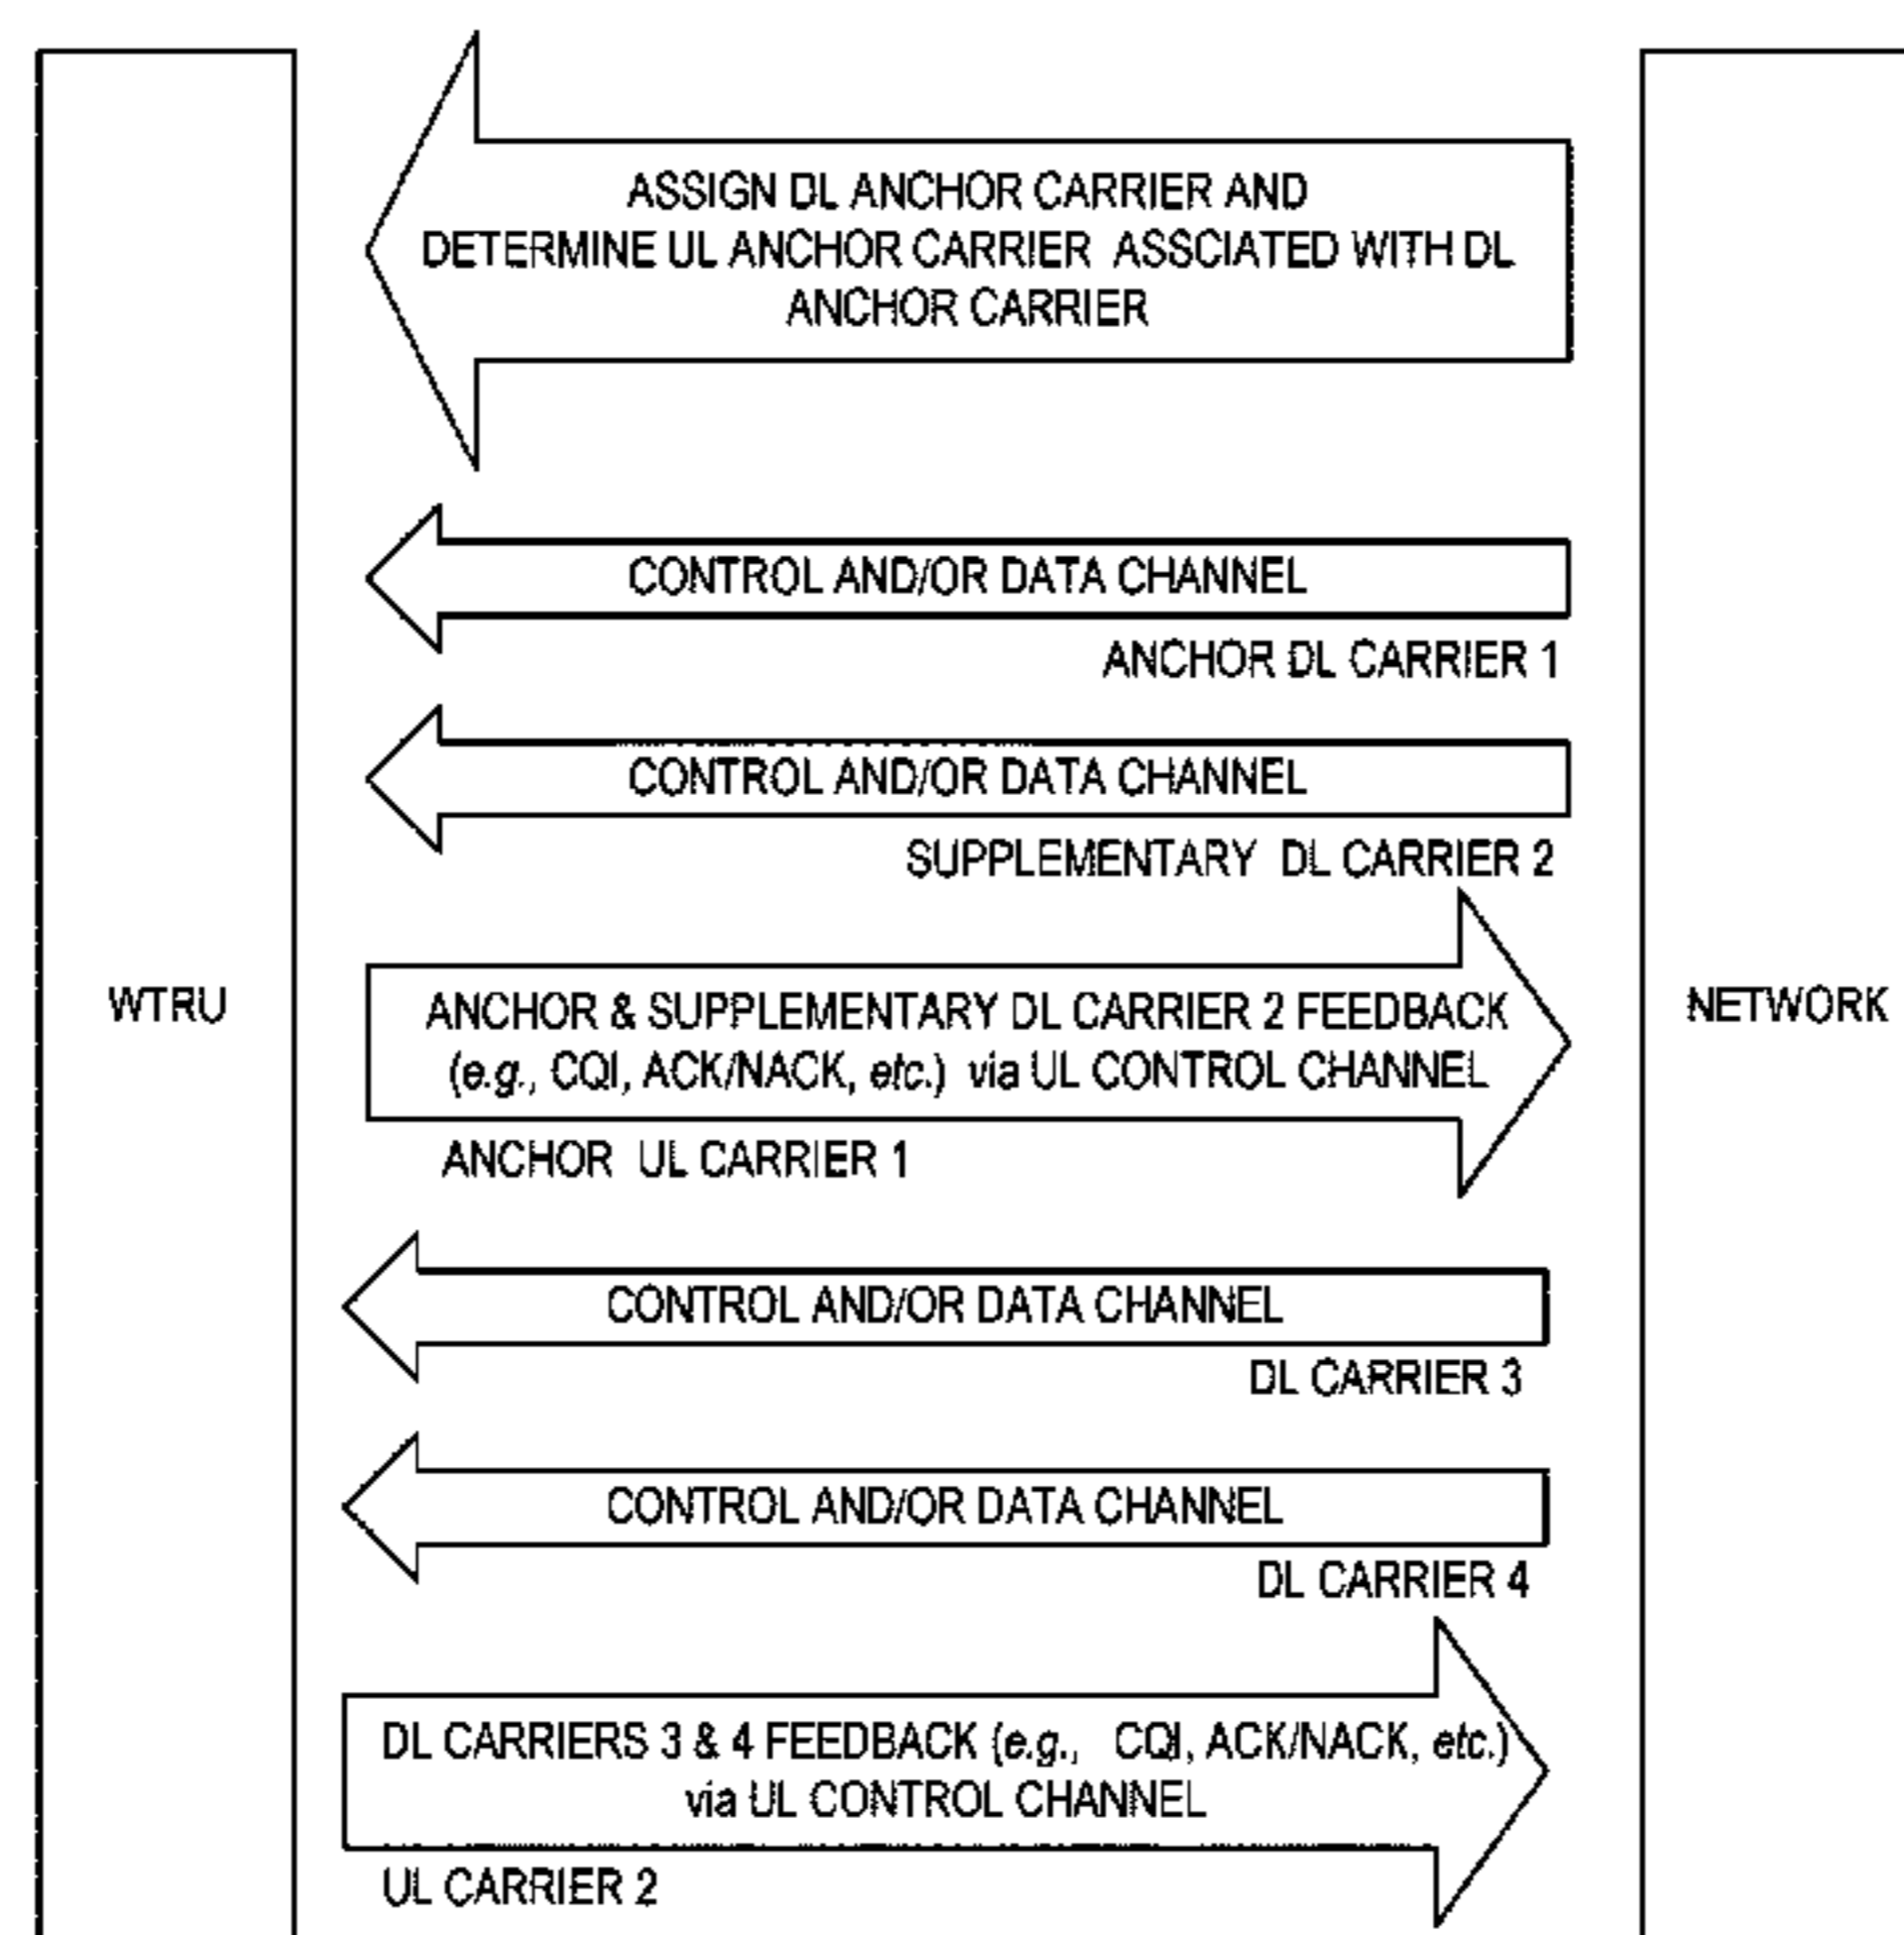 ASSIGN DL ANCHOR CARRIER AND
DETERMINE UL ANCHOR CARRIER ASSCIATED WITH DL
ANCHOR CARRIER
CONTROL AND/OR DATA CHANNEL
ANCHOR DL CARRIER 1
CONTROL AND/OR DATA CHANNEL
SUPPLEMENTARY DL CARRIER 2
WTRU
ANCHOR & SUPPLEMENTARY DL CARRIER 2 FEEDBACK
(e.g., CQI, ACK/NACK, etc.) via UL CONTROL CHANNEL
NETWORK
ANCHOR UL CARRIER 1
CONTROL AND/OR DATA CHANNEL
DL CARRIER 3
CONTROL AND/OR DATA CHANNEL
DL CARRIER 4
DL CARRIERS 3 & 4 FEEDBACK (e.g., CQI, ACK/NACK, etc.)
via UL CONTROL CHANNEL
UL CARRIER 2